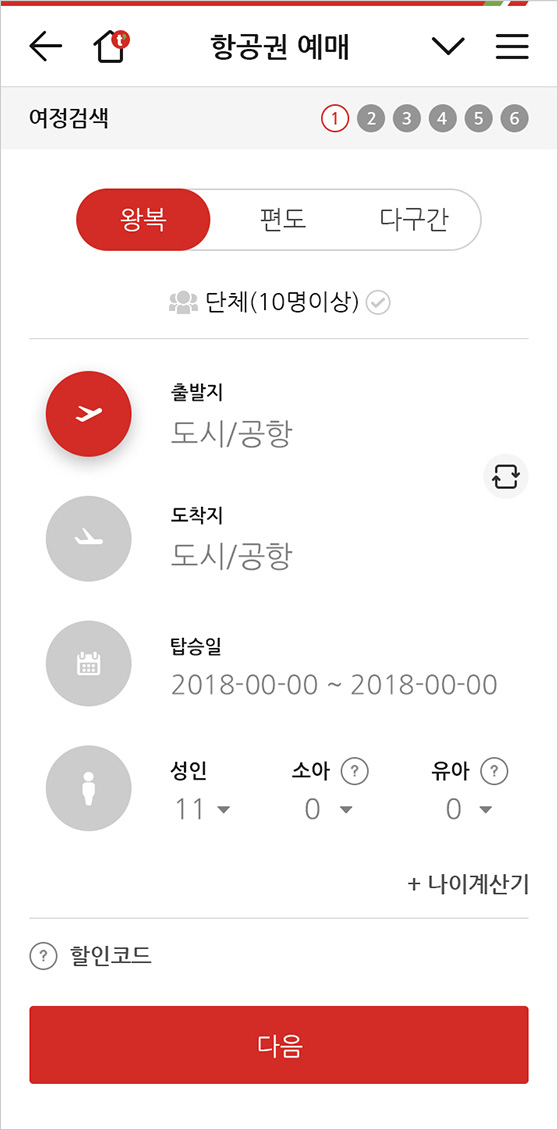 t'
항공권 예매
여정검색
1 2 3 4 5 6
왕복 편도 다구간
단체(10명이상)
출발지
도시/공항
도착지
도시/공항
탑승일
2018-00-00 ~ 2018-00-00
성인 소아 ? 유아 ?
11 0 0
+ 나이계산기
? 할인코드
다음